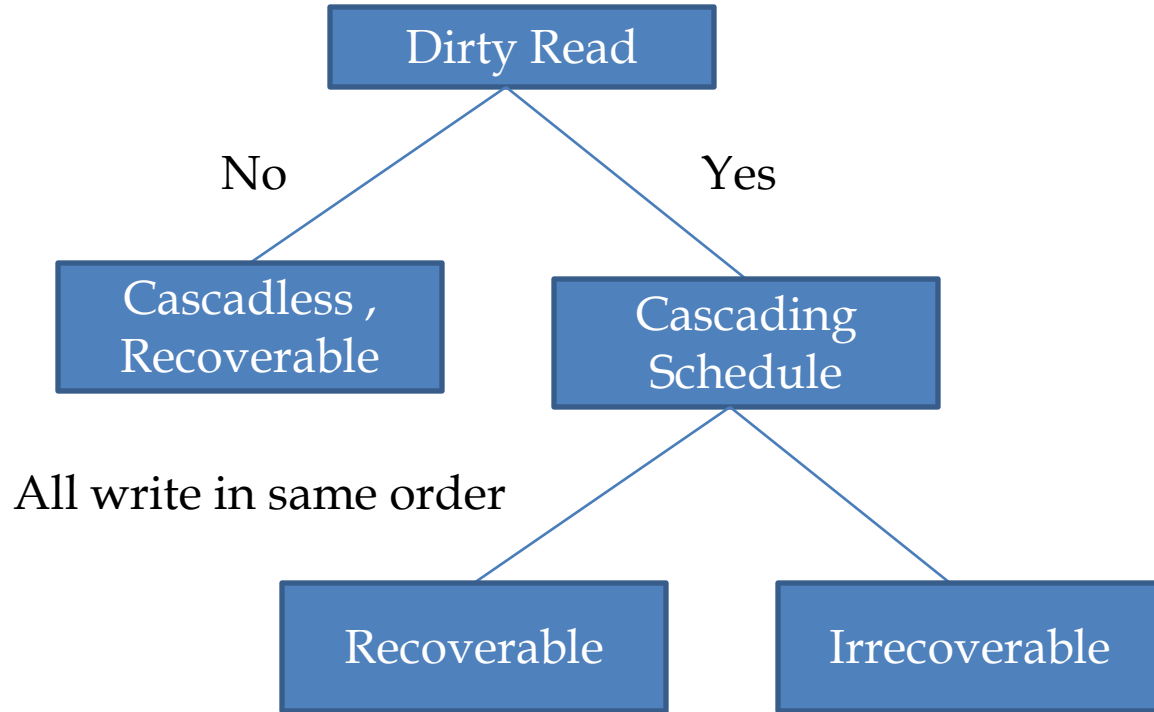 Dirty Read
No
Yes
Cascadless ,
Recoverable
Cascading
Schedule
All write in same order
Recoverable
Irrecoverable